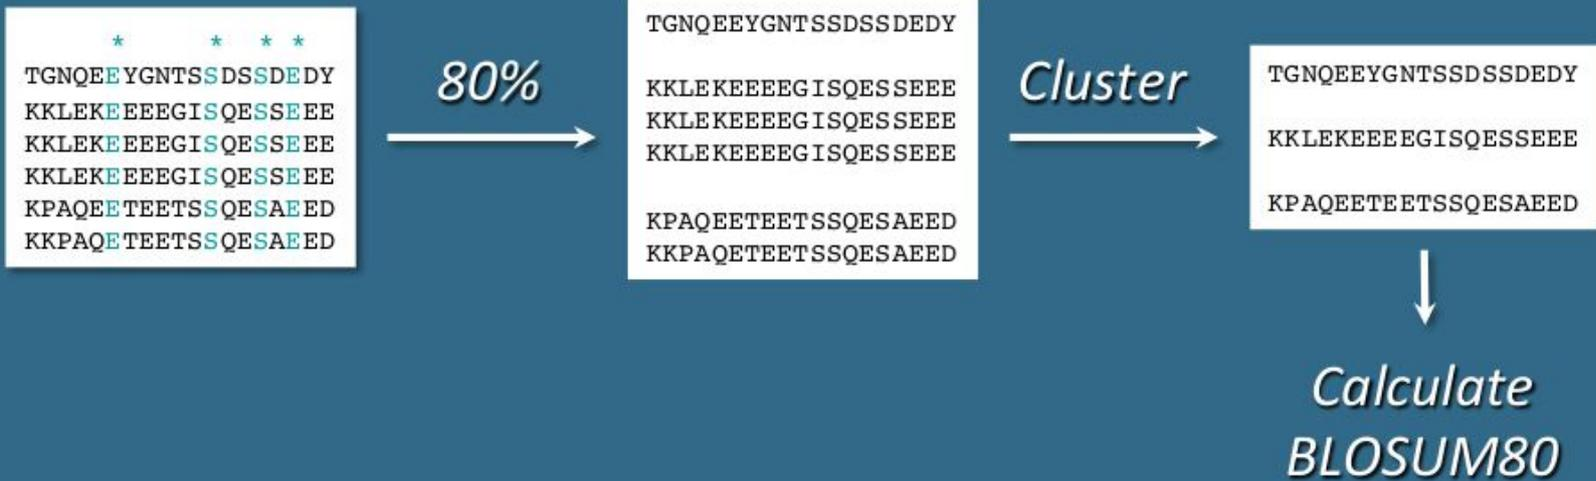 * * * *
TGNQEEYGNTSSDSSDEDY
KKLEKEEEEGISQESSEEE
KKLEKEEEEGISQESSEEE
KKLEKEEEEGISQESSEEE
KPAQEETEETSSQESAEED
KKPAQETEETSSQESAEED
80%
TGNQEEYGNTSSDSSDEDY
KKLEKEEEEGISQESSEEE
KKLEKEEEEGISQESSEEE
KKLEKEEEEGISQESSEEE
KPAQEETEETSSQESAEED
KKPAQETEETSSQESAEED
Cluster
TGNQEEYGNTSSDSSDEDY
KKLEKEEEEGISQESSEEE
KPAQEETEETSSQESAEED
Calculate
BLOSUM80